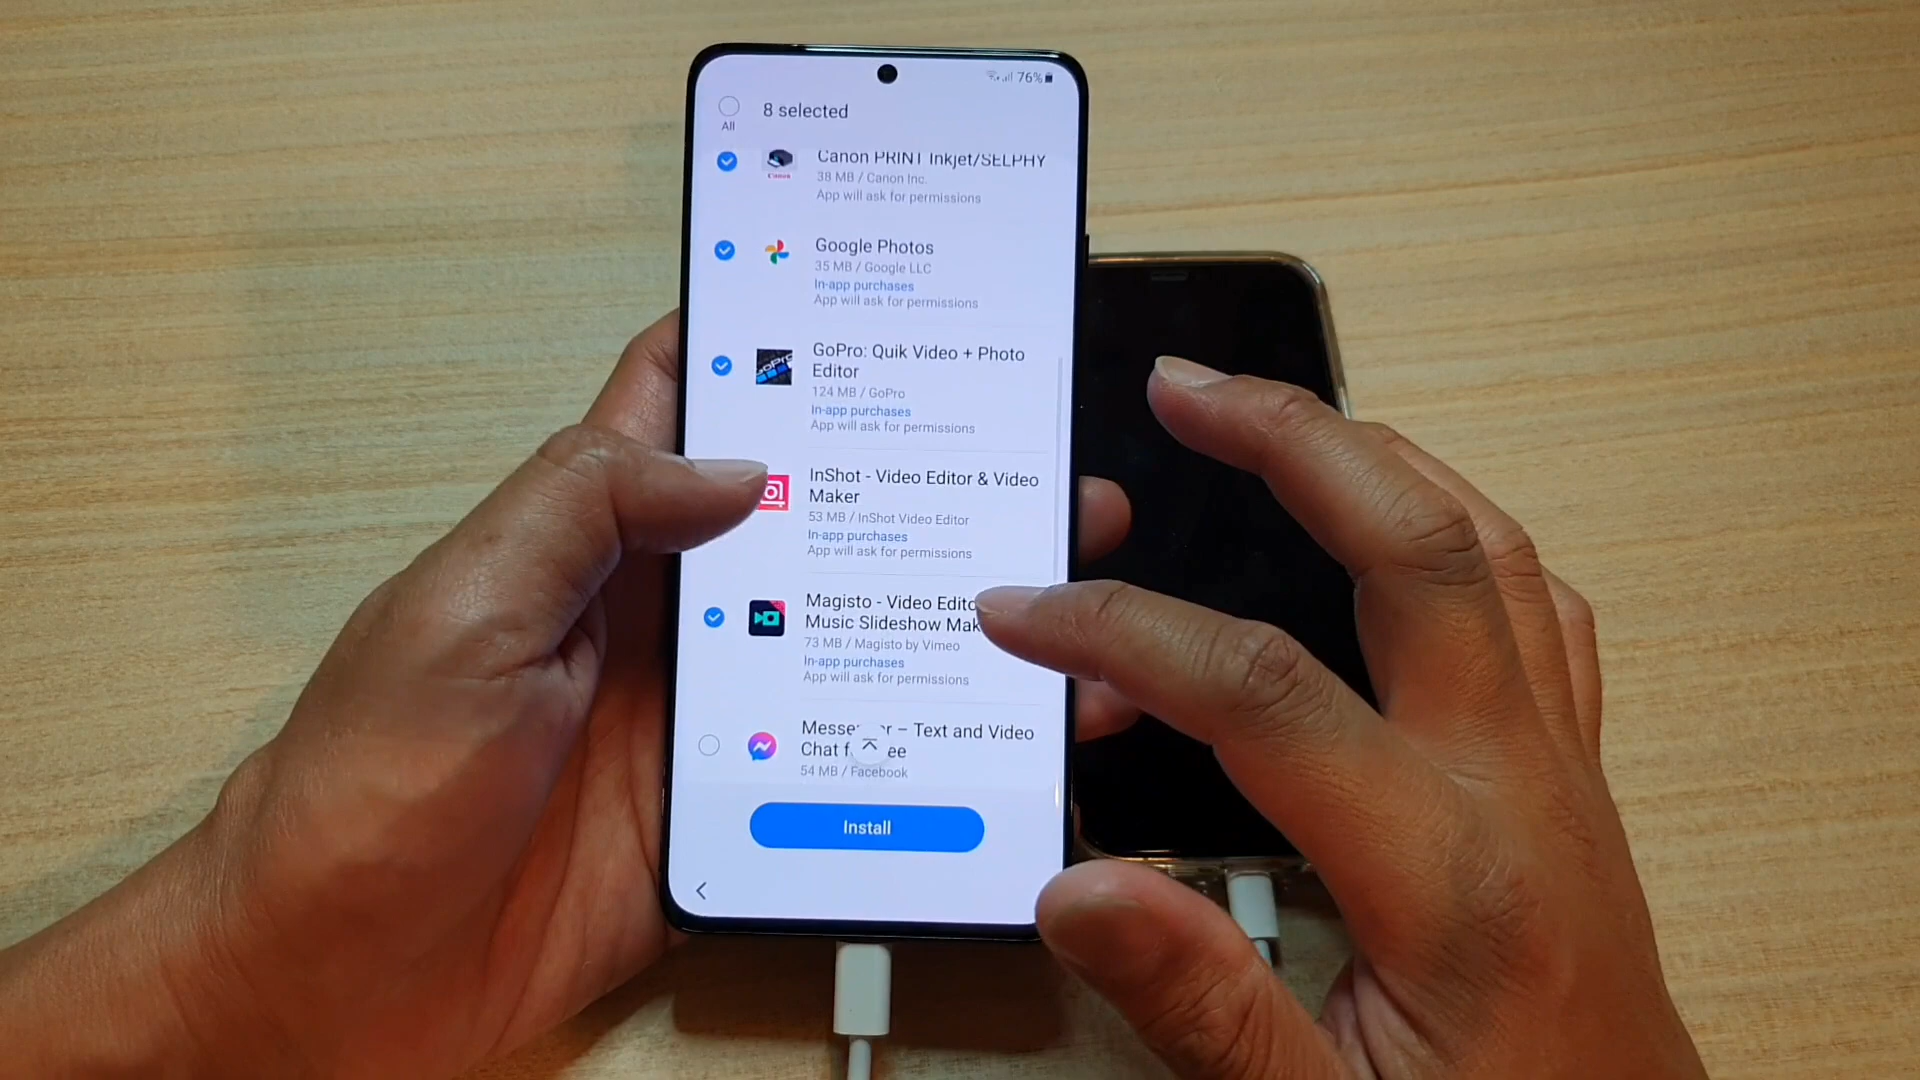 76%
8 selected
All
Canon PRINT Inkjet/SELPHY
38 MB / Canon Inc.
App will ask for permissions
Canon
Google Photos
35 MB / Google LLC
In-app purchases
App will ask for permissions
GoPro: Quik Video + Photo
Editor
124 MB / GoPro
In-app purchases
App will ask for permissions
GoPro
InShot - Video Editor & Video
Maker
53 MB / InShot Video Editor
In-app purchases
App will ask for permissions
Magisto - Video Edito
Music Slideshow Mak
73 MB / Magisto by Vimeo
In-app purchases
App will ask for permissions
– Text and Video
Chat
54 MB / Facebook
Install